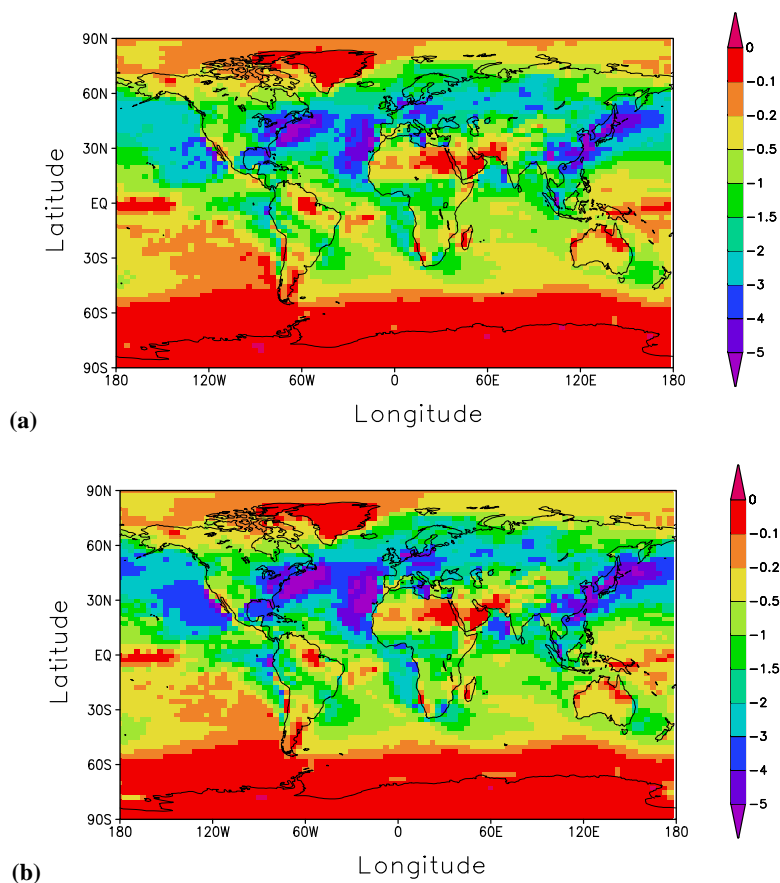 90N
60N
30N
EQ
30S
60S
90S
180 120W 60W 0 60E 120E 180
Latitude
Longitude
0
-0.1
-0.2
-0.5
-1
-1.5
-2
-3
-4
-5
(a)
90N
60N
30N
EQ
30S
60S
90S
180 120W 60W 0 60E 120E 180
Latitude
Longitude
0
-0.1
-0.2
-0.5
-1
-1.5
-2
-3
-4
-5
(b)